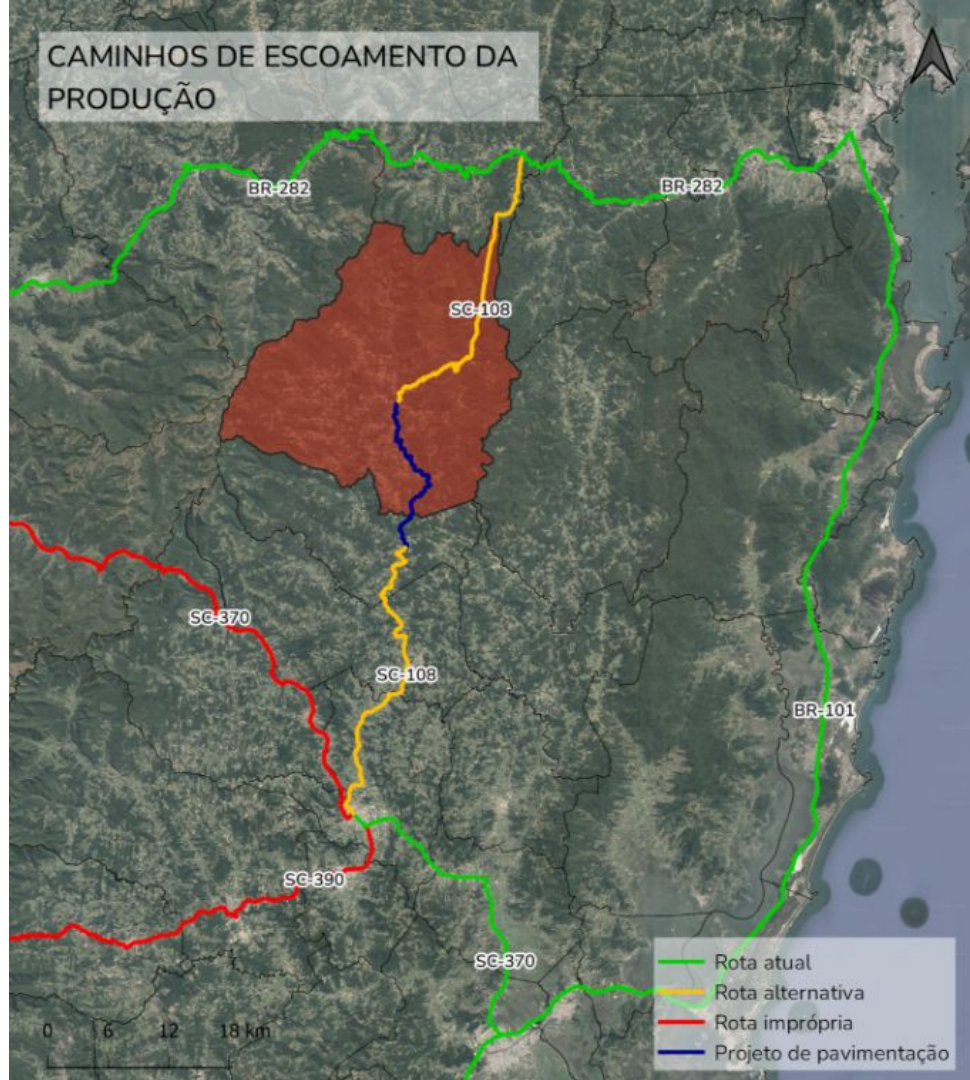 CAMINHOS DE ESCOAMENTO DA
PRODUÇÃO
BR-282
BR-282
SC-108
SC-370
SC-108
BR-101
SC-390
SC-370
Rota atual
Rota alternativa
Rota imprópria
Projeto de pavimentação
0 6 12 18 km